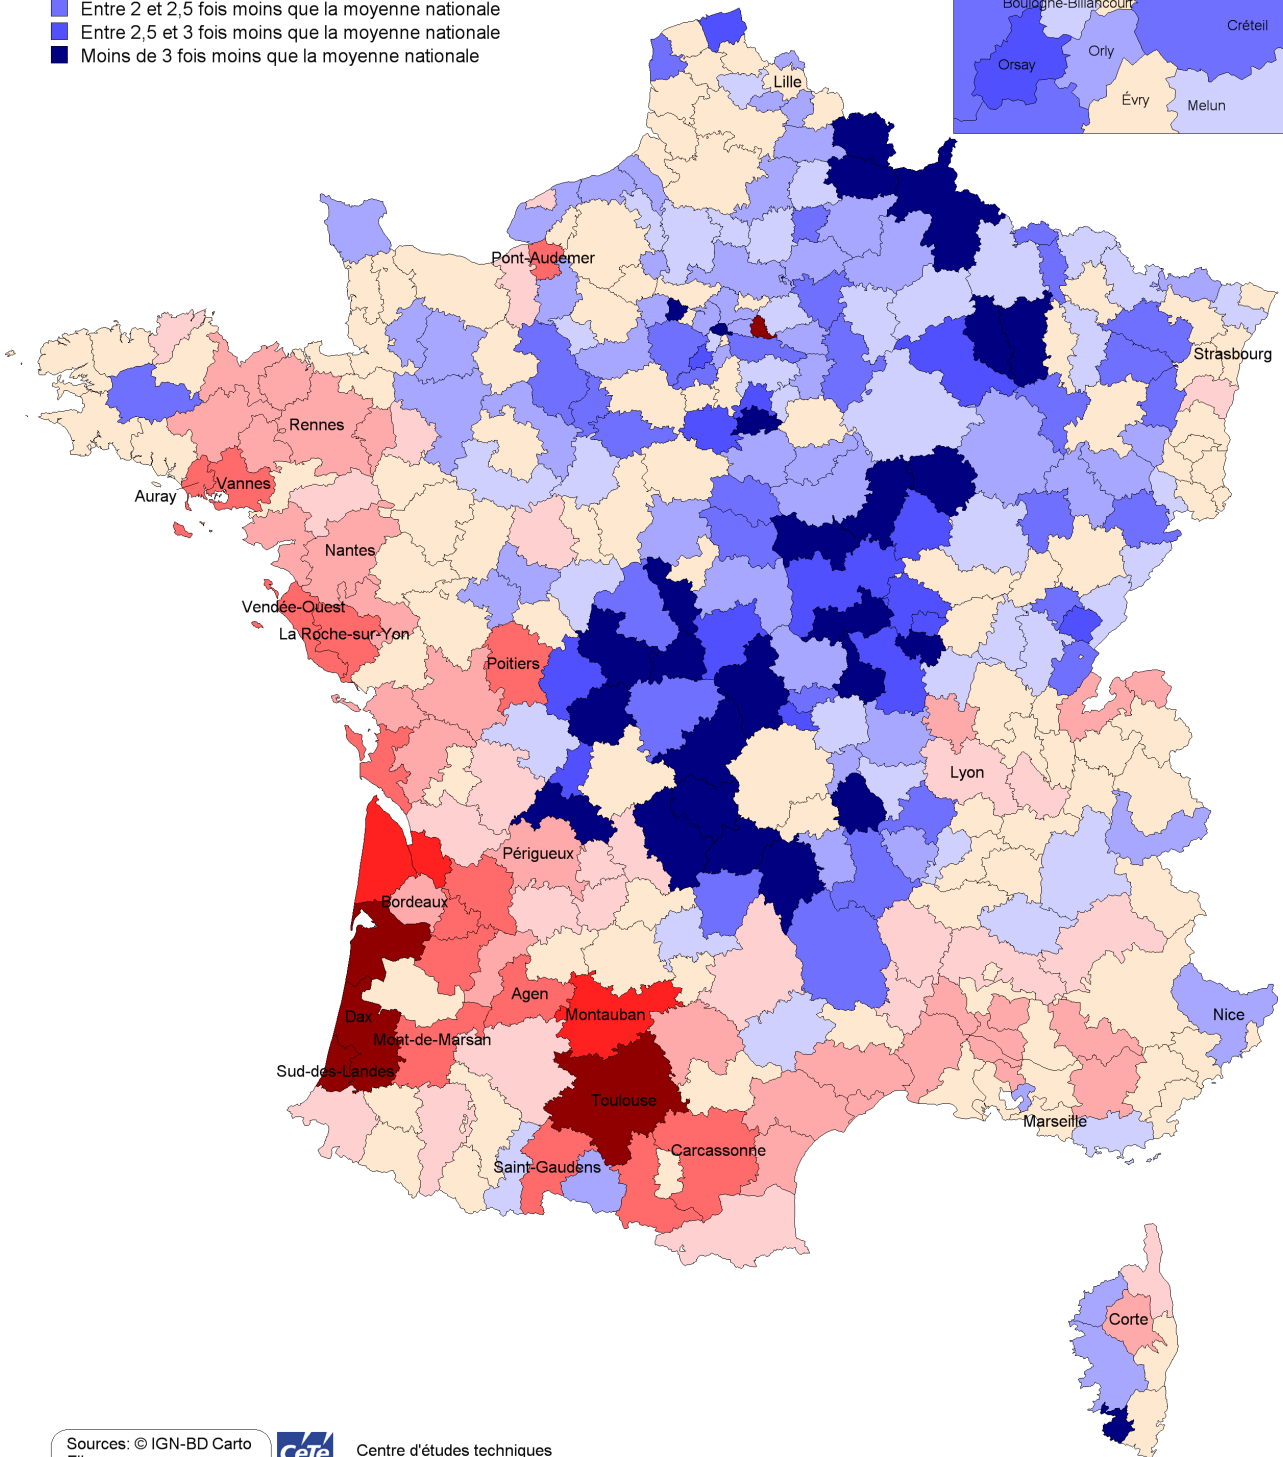 Entre 2 et 2,5 fois moins que la moyenne nationale
Entre 2,5 et 3 fois moins que la moyenne nationale
Moins de 3 fois moins que la moyenne nationale
Boulogne-Billancourt
Créteil
Orsay
Orly
Évry
Melun
Lille
Pont-Audemer
Strasbourg
Rennes
Vannes
Auray
Nantes
Vendée-Ouest
La Roche-sur-Yon
Poitiers
Lyon
Périgueux
Bordeaux
Agen
Montauban
Nice
Dax
Mont-de-Marsan
Sud-des-Landes
Toulouse
Marseille
Carcassonne
Saint-Gaudens
Corte
Sources: © IGN-BD Carto
CeTe
Centre d'études techniques